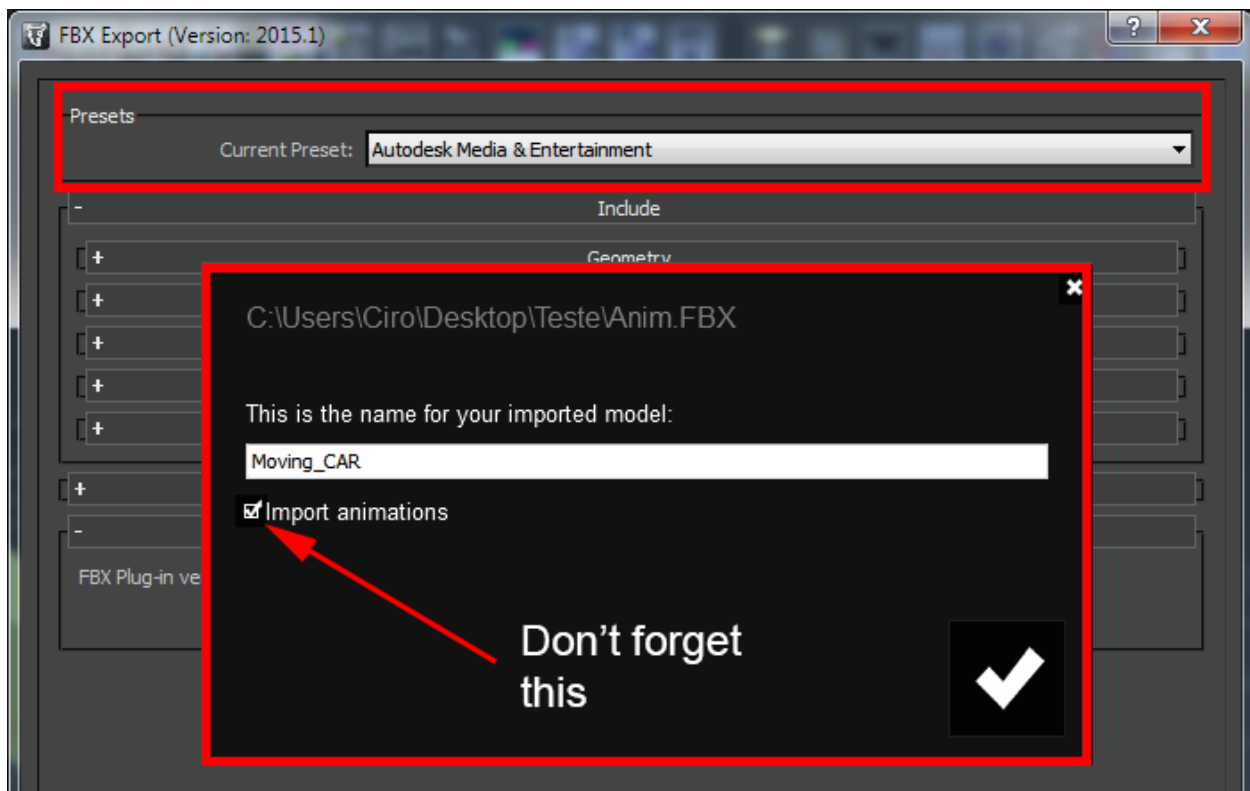 FBX Export (Version: 2015.1)
?
X
Presets
Current Preset: Autodesk Media & Entertainment
- Include
+ Geometry
+
C:\Users\Ciro\Desktop\Teste\Anim.FBX
+
This is the name for your imported model:
+
+
Moving_CAR
+
Import animations
-
FBX Plug-in ve
Don't forget
this